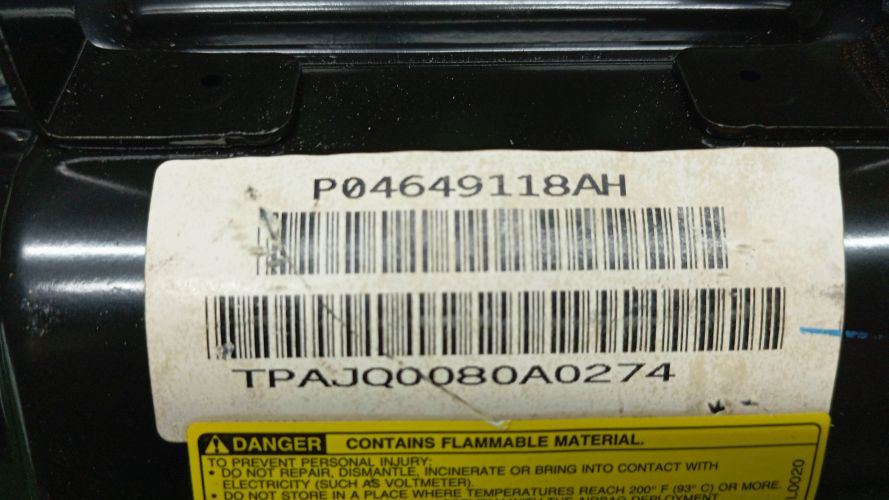 P04649118AH
TPAJQ0080A0274
DANGER CONTAINS FLAMMABLE MATERIAL.
TO PREVENT PERSONAL INJURY:
• DO NOT REPAIR, DISMANTLE, INCINERATE OR BRING INTO CONTACT WITH
ELECTRICITY (SUCH AS VOLTMETER).
• DO NOT STORE IN A PLACE WHERE TEMPERATURES REACH 200° F (93° C) OR MORE.
0020